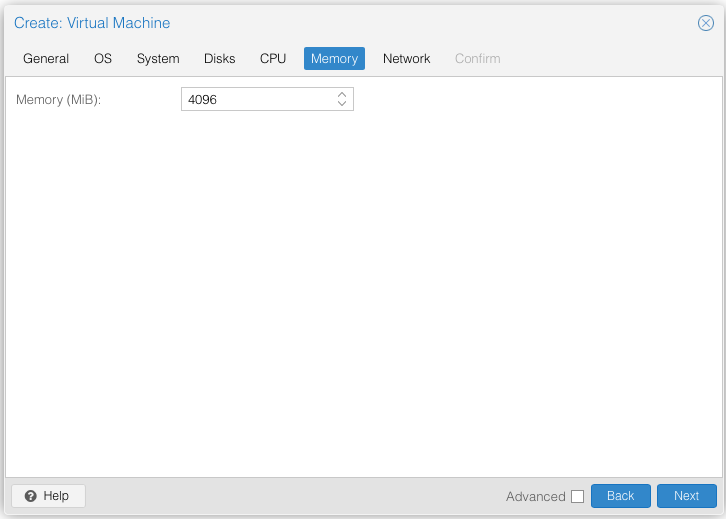 Create: Virtual Machine
General OS System Disks CPU Memory Network Confirm
Memory (MiB): 4096
Help Advanced Back Next